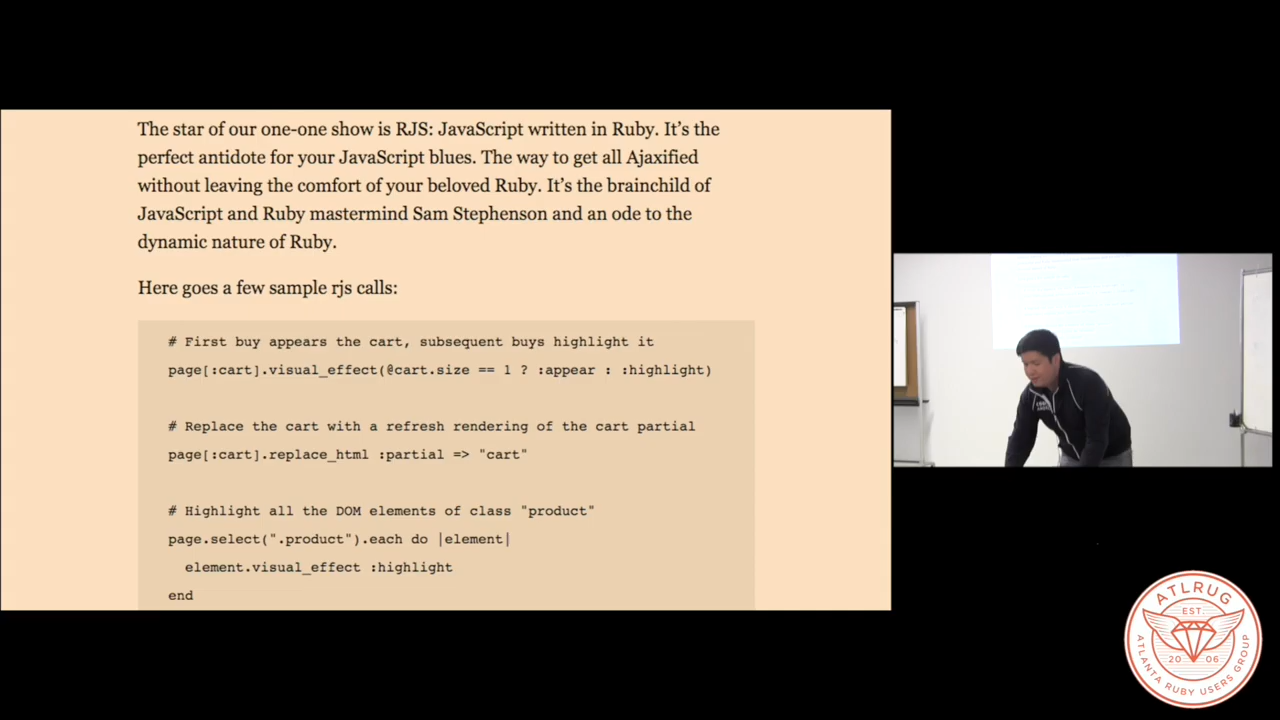 The star of our one-one show is RJS: JavaScript written in Ruby. It’s the
perfect antidote for your JavaScript blues. The way to get all Ajaxified
without leaving the comfort of your beloved Ruby. It’s the brainchild of
JavaScript and Ruby mastermind Sam Stephenson and an ode to the
dynamic nature of Ruby.
Here goes a few sample rjs calls:
# First buy appears the cart, subsequent buys highlight it
page[:cart].visual_effect(@cart.size == 1 ? :appear : :highlight)
# Replace the cart with a refresh rendering of the cart partial
page[:cart].replace_html :partial => "cart"
# Highlight all the DOM elements of class "product"
page.select(".product").each do |element|
element.visual_effect :highlight
end
ATLRUG
EST.
20 06
ATLANTA RUBY USERS GROUP